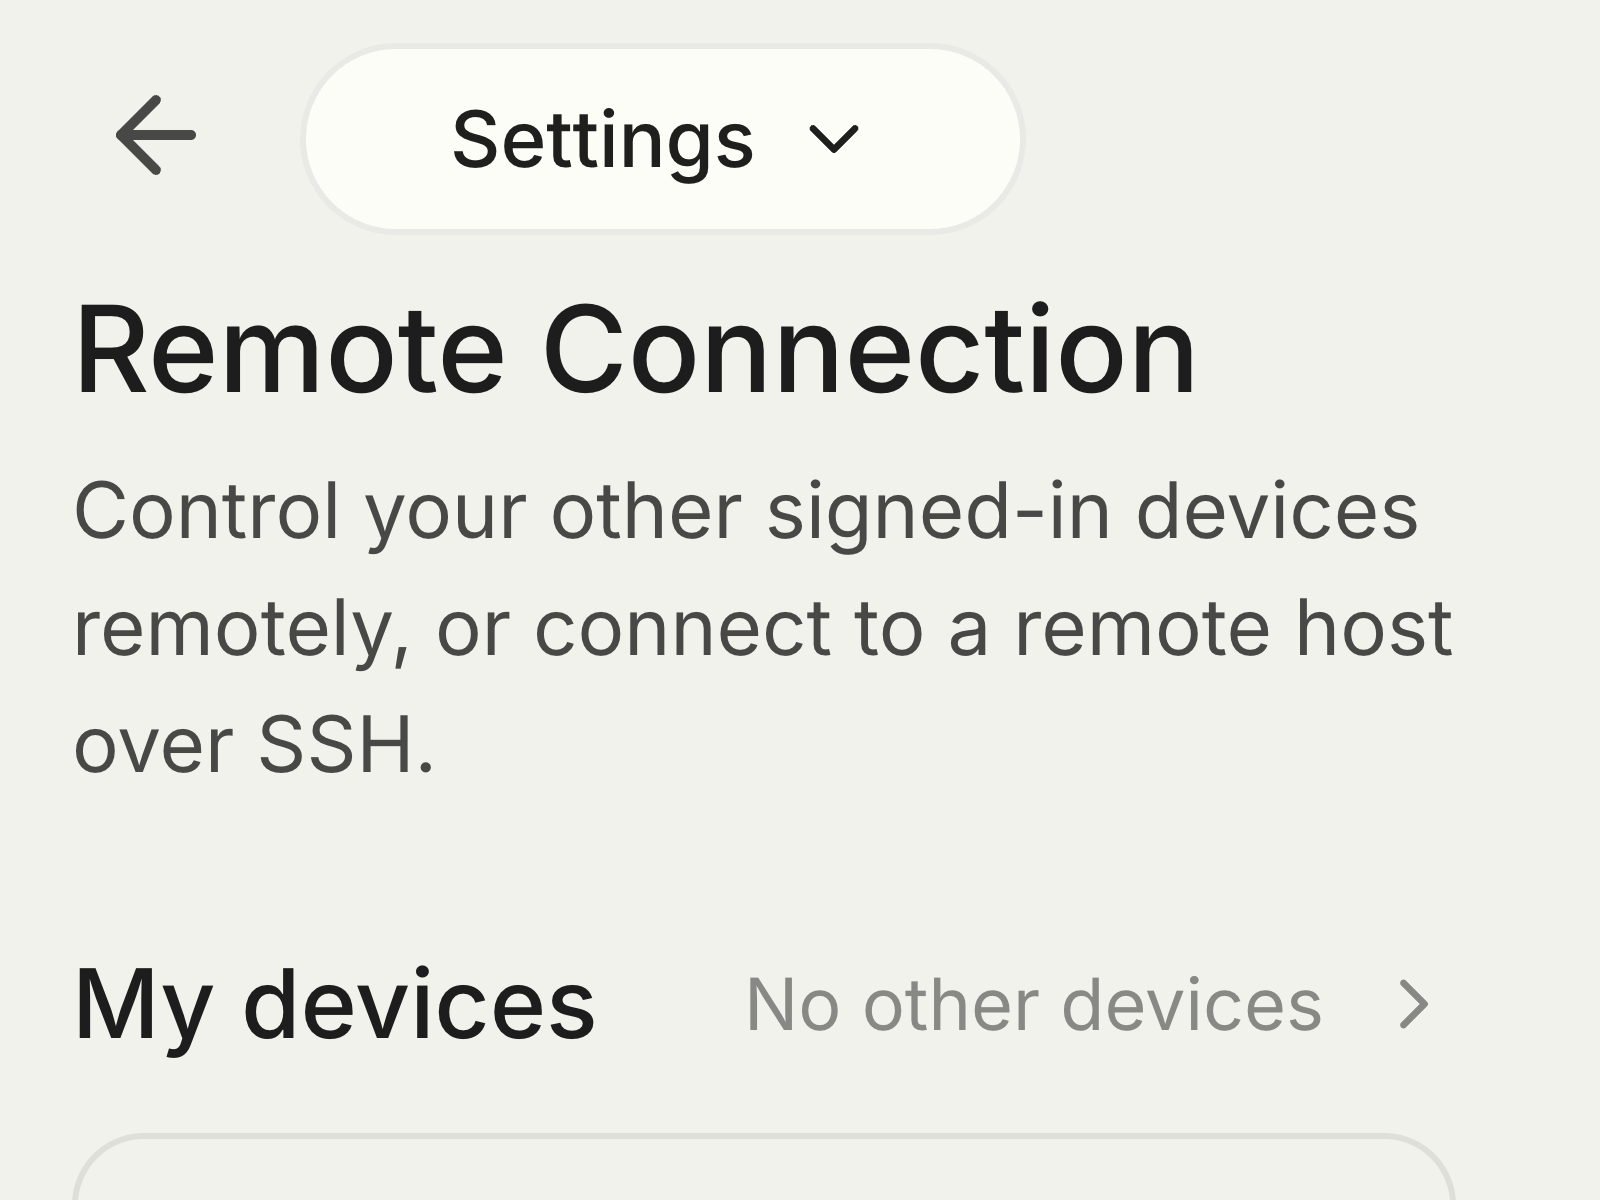 Settings
Remote Connection
Control your other signed-in devices
remotely, or connect to a remote host
over SSH.
My devices
No other devices